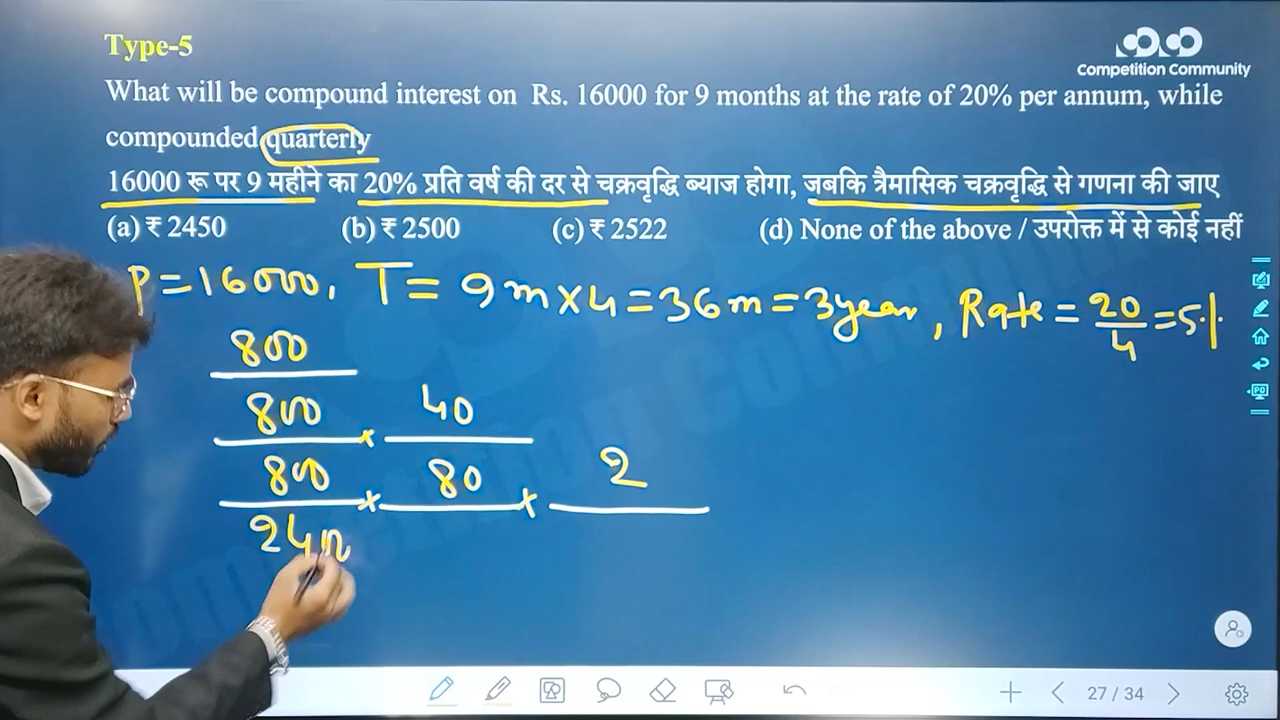 Type-5
Competition Community
What will be compound interest on Rs. 16000 for 9 months at the rate of 20% per annum, while
compounded quarterly
16000 रू पर 9 महीने का 20% प्रति वर्ष की दर से चक्रवृद्धि ब्याज होगा, जबकि त्रैमासिक चक्रवृद्धि से गणना की जाए
(a) ₹ 2450 (b) ₹ 2500 (c) ₹ 2522 (d) None of the above / उपरोक्त में से कोई नहीं
P=16000, T= 9m×4=36m=3year, Rate = 20/4 =5%
800
800 × 40
800 × 80 × 2
240
27 / 34